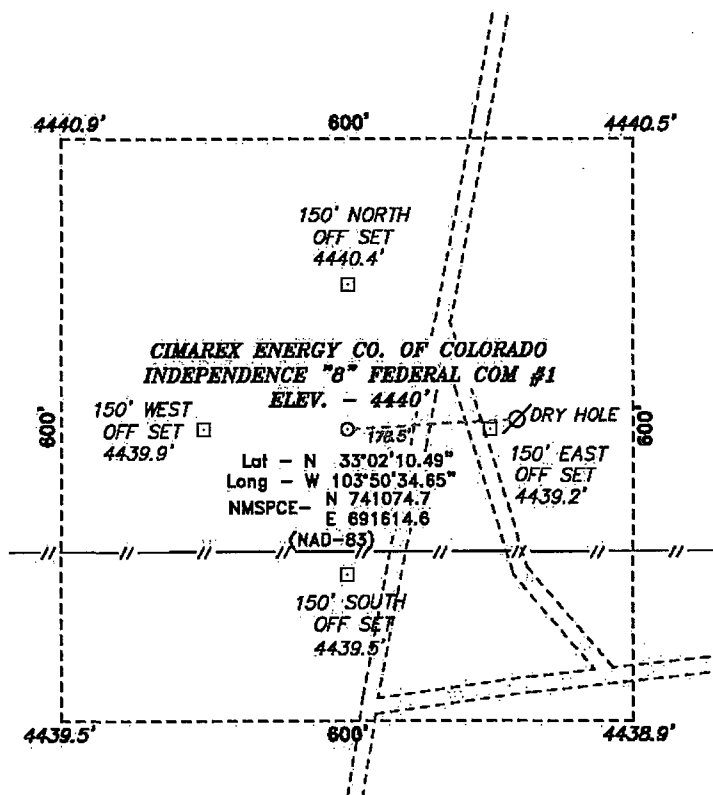 4440.9' 600' 4440.5'
150' NORTH
OFF SET
4440.4'
CIMAREX ENERGY CO. OF COLORADO
INDEPENDENCE "8" FEDERAL COM #1
ELEV. - 4440'
600'
150' WEST
OFF SET
4439.9'
178.5'
DRY HOLE
600'
150' EAST
OFF SET
4439.2'
Lat - N 33°02'10.49"
Long - W 103°50'34.65"
NMSPCE- N 741074.7
E 691614.6
(NAD-83)
150' SOUTH
OFF SET
4439.5'
4439.5' 600' 4438.9'